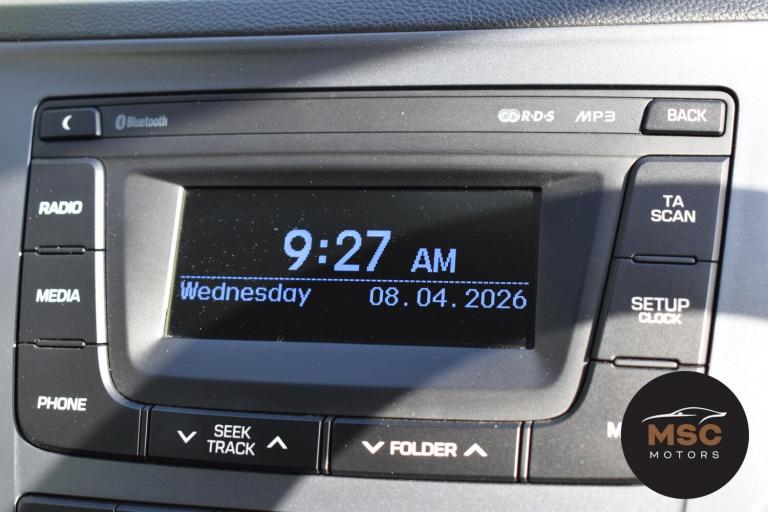 Bluetooth
R·D·S
MP3
BACK
RADIO
TA
SCAN
9:27 AM
Wednesday 08.04.2026
MEDIA
SETUP
CLOCK
PHONE
SEEK
TRACK
FOLDER
MSC
MOTORS